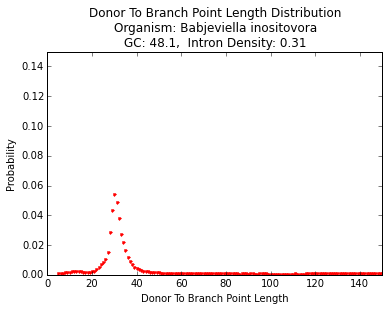 Donor To Branch Point Length Distribution
Organism: Babjeviella inositovora
GC: 48.1,  Intron Density: 0.31
0.14
0.12
0.10
0.08
0.06
0.04
0.02
0.00
Probability
0 20 40 60 80 100 120 140
Donor To Branch Point Length